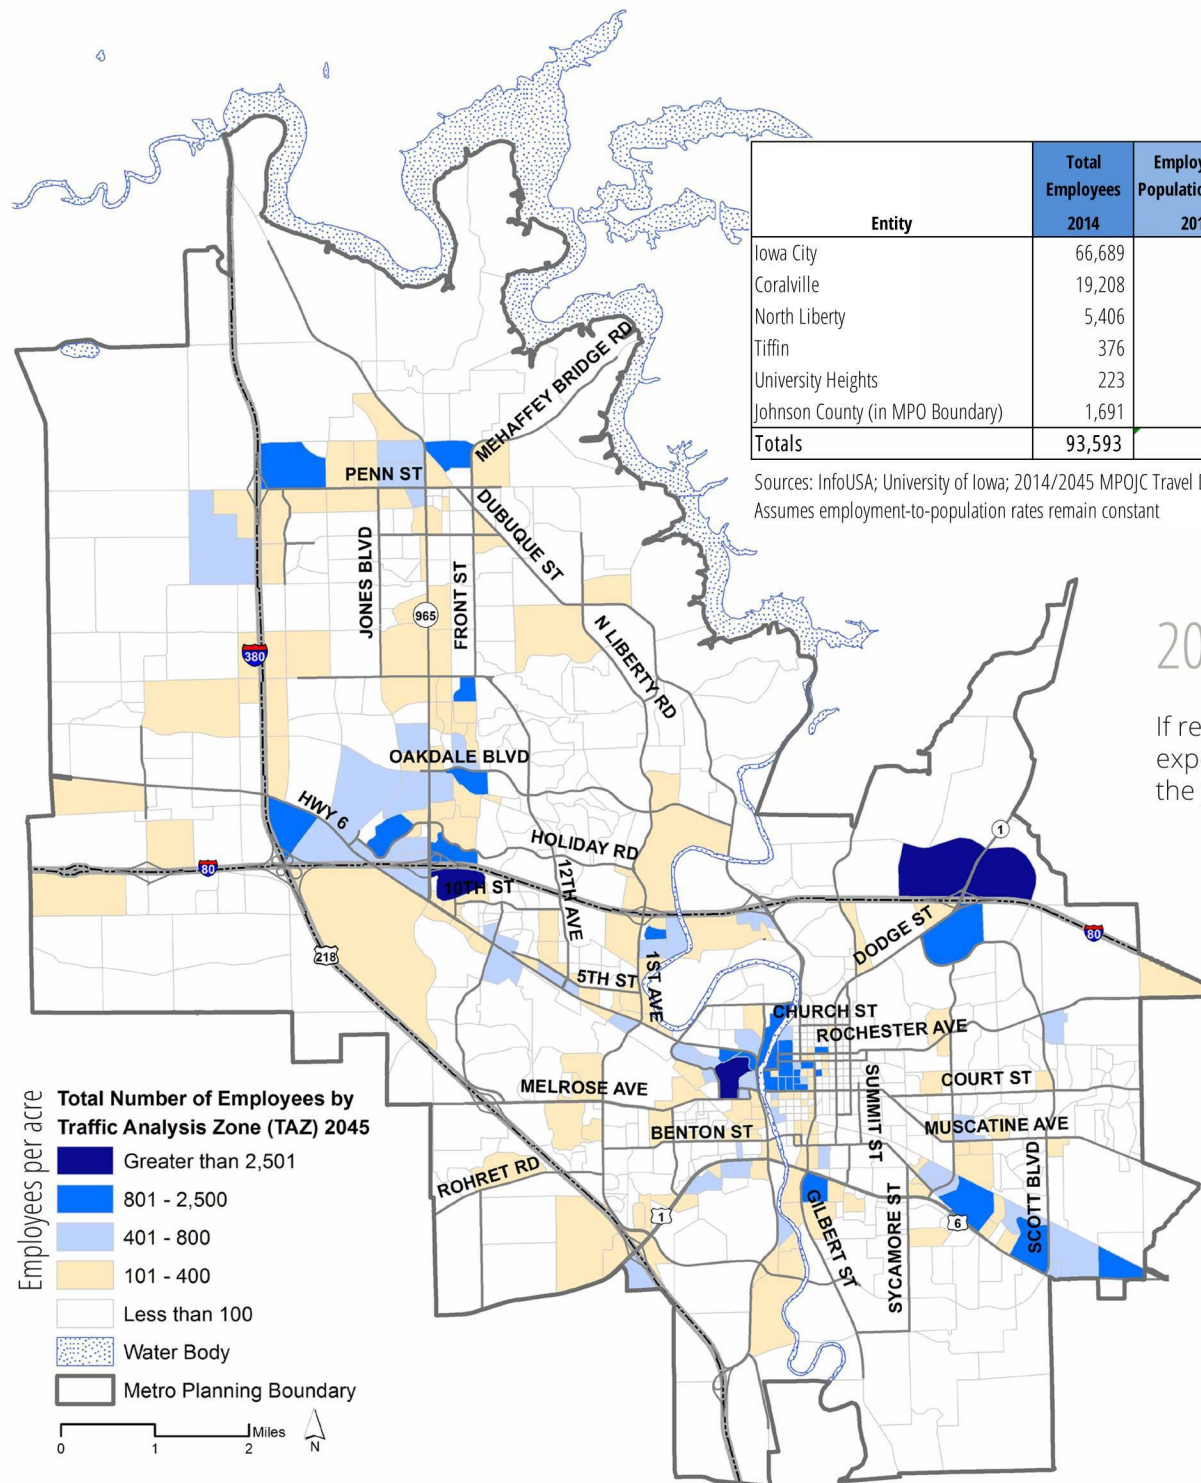 Total
Employees
2014
Employ
Populatio
201
Entity
Iowa City 66,689
Coralville 19,208
North Liberty 5,406
Tiffin 376
University Heights 223
Johnson County (in MPO Boundary) 1,691
Totals 93,593
Sources: InfoUSA; University of Iowa; 2014/2045 MPOJC Travel
Assumes employment-to-population rates remain constant
20
If re
exp
the
MEHAFFEY BRIDGE RD
PENN ST
DUBUQUE ST
JONES BLVD
FRONT ST
965
N LIBERTY RD
380
OAKDALE BLVD
HWY 6
HOLIDAY RD
1
80
10TH ST
12TH AVE
DODGE ST
80
218
5TH ST
1ST AVE
CHURCH ST
ROCHESTER AVE
MELROSE AVE
SUMMIT ST
COURT ST
BENTON ST
MUSCATINE AVE
ROHRET RD
1
GILBERT ST
SYCAMORE ST
6
SCOTT BLVD
Employees per acre
Total Number of Employees by
Traffic Analysis Zone (TAZ) 2045
Greater than 2,501
801 - 2,500
401 - 800
101 - 400
Less than 100
Water Body
Metro Planning Boundary
Miles
0 1 2
N